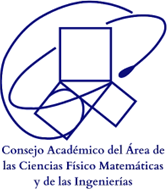 Consejo Académico del Área de
las Ciencias Físico Matemáticas
y de las Ingenierías